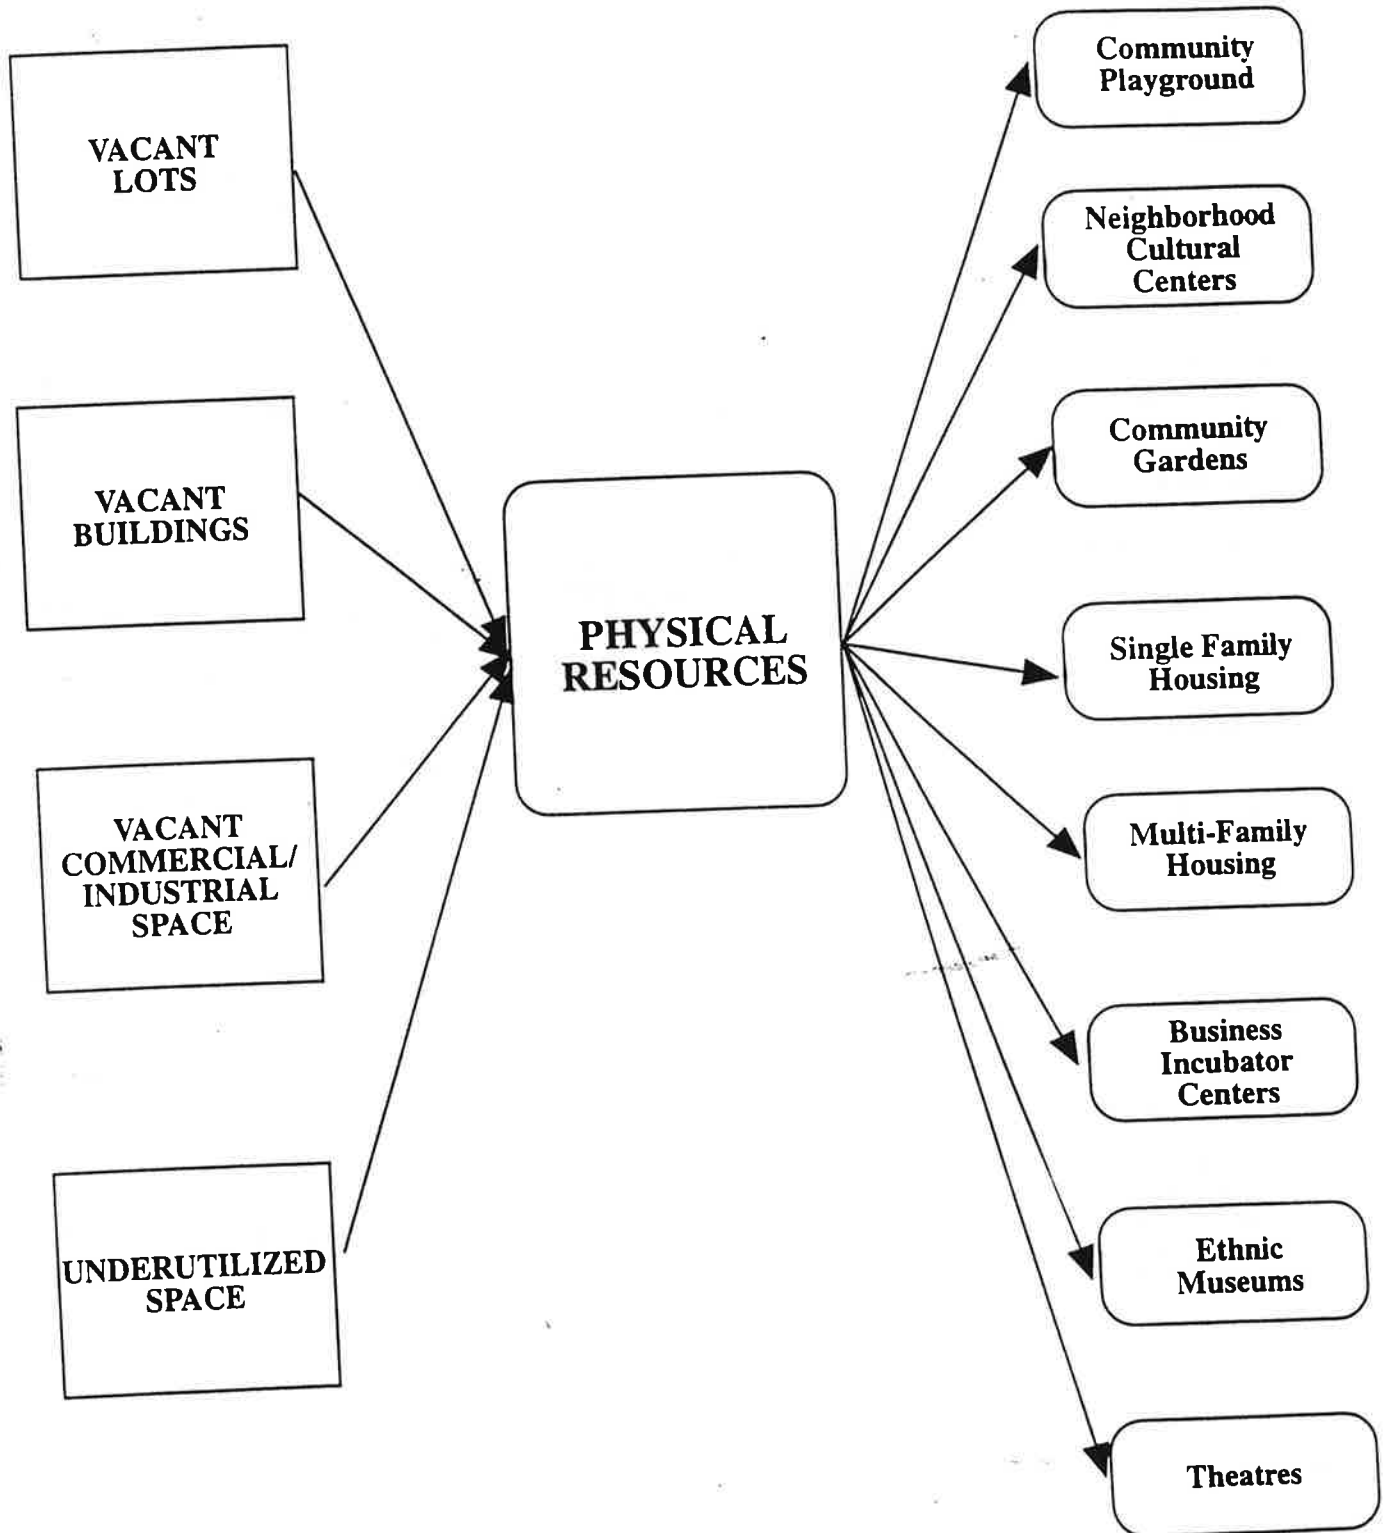 VACANT
LOTS
VACANT
BUILDINGS
VACANT
COMMERCIAL/
INDUSTRIAL
SPACE
UNDERUTILIZED
SPACE
PHYSICAL
RESOURCES
Community
Playground
Neighborhood
Cultural
Centers
Community
Gardens
Single Family
Housing
Multi-Family
Housing
Business
Incubator
Centers
Ethnic
Museums
Theatres